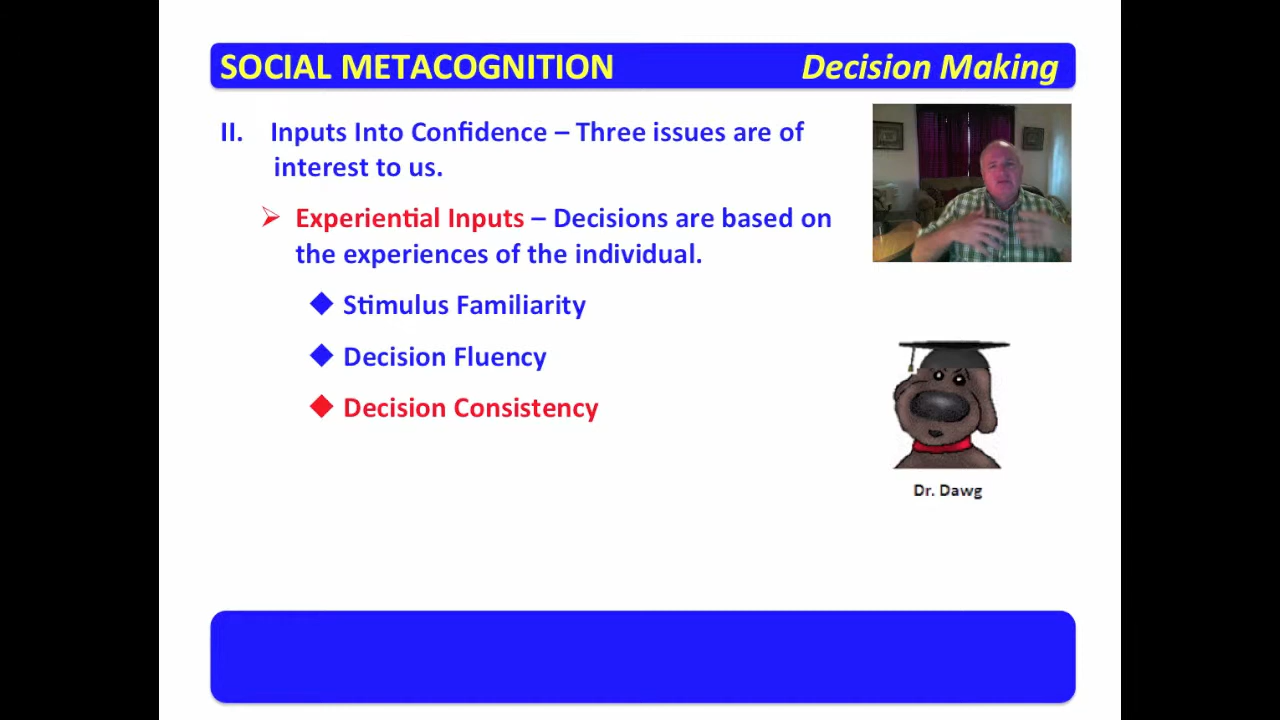 SOCIAL METACOGNITION Decision Making
II. Inputs Into Confidence – Three issues are of
interest to us.
Experiential Inputs – Decisions are based on
the experiences of the individual.
Stimulus Familiarity
Decision Fluency
Decision Consistency
Dr. Dawg